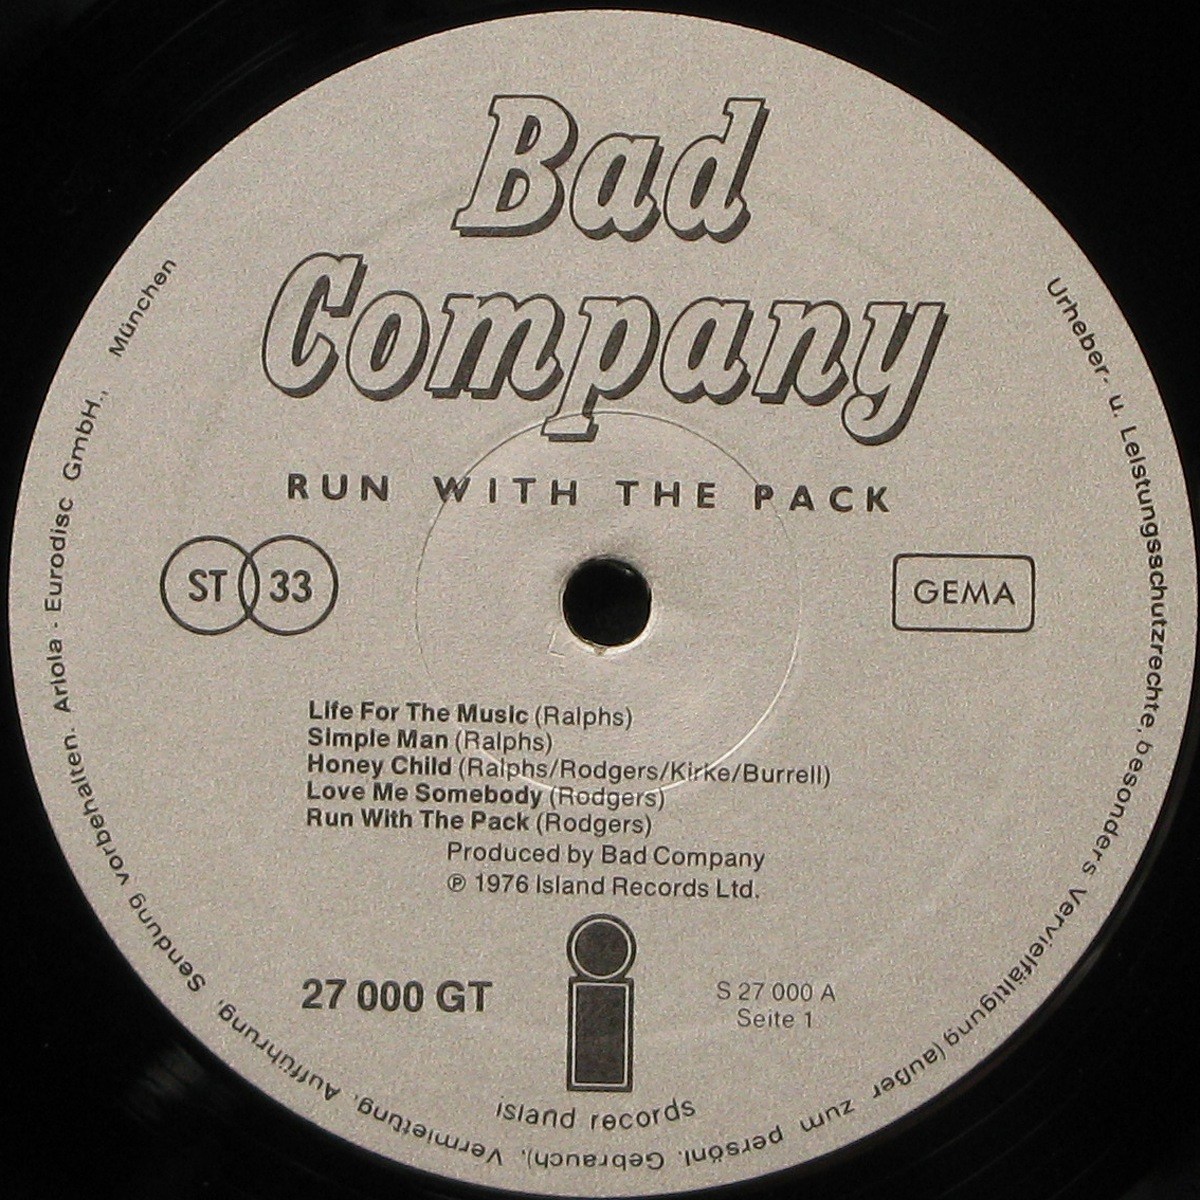 Bad
Company
RUN WITH THE PACK
ST 33
GEMA
Life For The Music (Ralphs)
Simple Man (Ralphs)
Honey Child (Ralphs/Rodgers/Kirke/Burrell)
Love Me Somebody (Rodgers)
Run With The Pack (Rodgers)
Produced by Bad Company
℗ 1976 Island Records Ltd.
27 000 GT
S 27 000 A
Seite 1
island records
Urheber- u. Leistungsschutzrechte, besonders Vervielfältigung (außer zum persönl. Gebrauch), Vermietung, Aufführung, Sendung vorbehalten. Ariola - Eurodisc GmbH., München